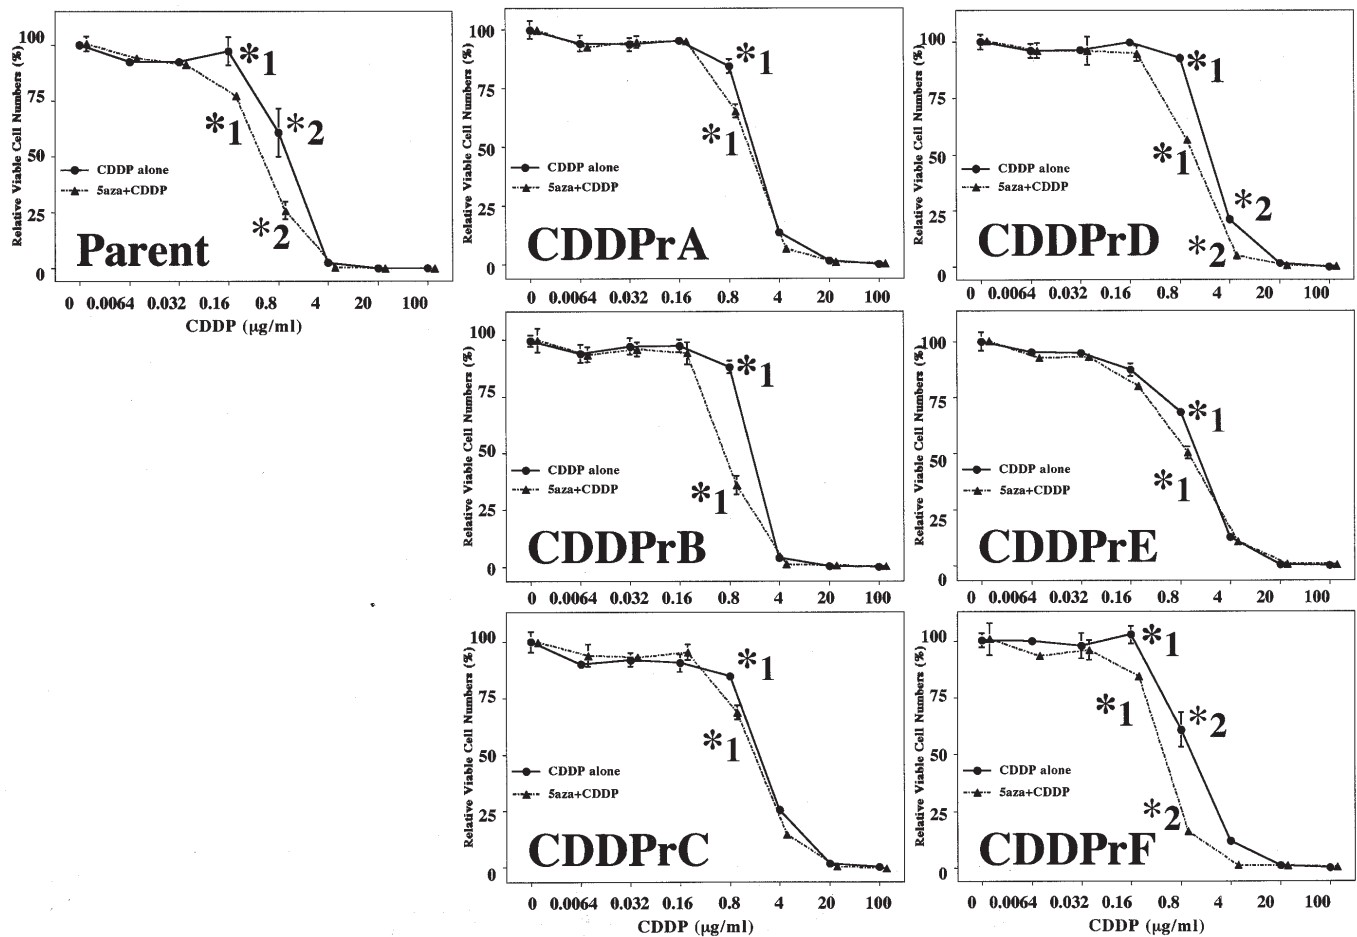 Relative Viable Cell Numbers (%)
100
75
50
25
0
*1
*1
*2
*2
CDDP alone
5aza+CDDP
Parent
0 0.0064 0.032 0.16 0.8 4 20 100
CDDP (μg/ml)
Relative Viable Cell Numbers (%)
100
75
50
25
0
*1
*1
CDDP alone
5aza+CDDP
CDDPrA
0 0.0064 0.032 0.16 0.8 4 20 100
Relative Viable Cell Numbers (%)
100
75
50
25
0
*1
*1
*2
*2
CDDP alone
5aza+CDDP
CDDPrD
0 0.0064 0.032 0.16 0.8 4 20 100
Relative Viable Cell Numbers (%)
100
75
50
25
0
*1
*1
CDDP alone
5aza+CDDP
CDDPrB
0 0.0064 0.032 0.16 0.8 4 20 100
Relative Viable Cell Numbers (%)
100
75
50
25
0
*1
*1
CDDP alone
5aza+CDDP
CDDPrE
0 0.0064 0.032 0.16 0.8 4 20 100
Relative Viable Cell Numbers (%)
100
75
50
25
0
*1
*1
CDDP alone
5aza+CDDP
CDDPrC
0 0.0064 0.032 0.16 0.8 4 20 100
CDDP (μg/ml)
Relative Viable Cell Numbers (%)
100
75
50
25
0
*1
*1
*2
*2
CDDP alone
5aza+CDDP
CDDPrF
0 0.0064 0.032 0.16 0.8 4 20 100
CDDP (μg/ml)